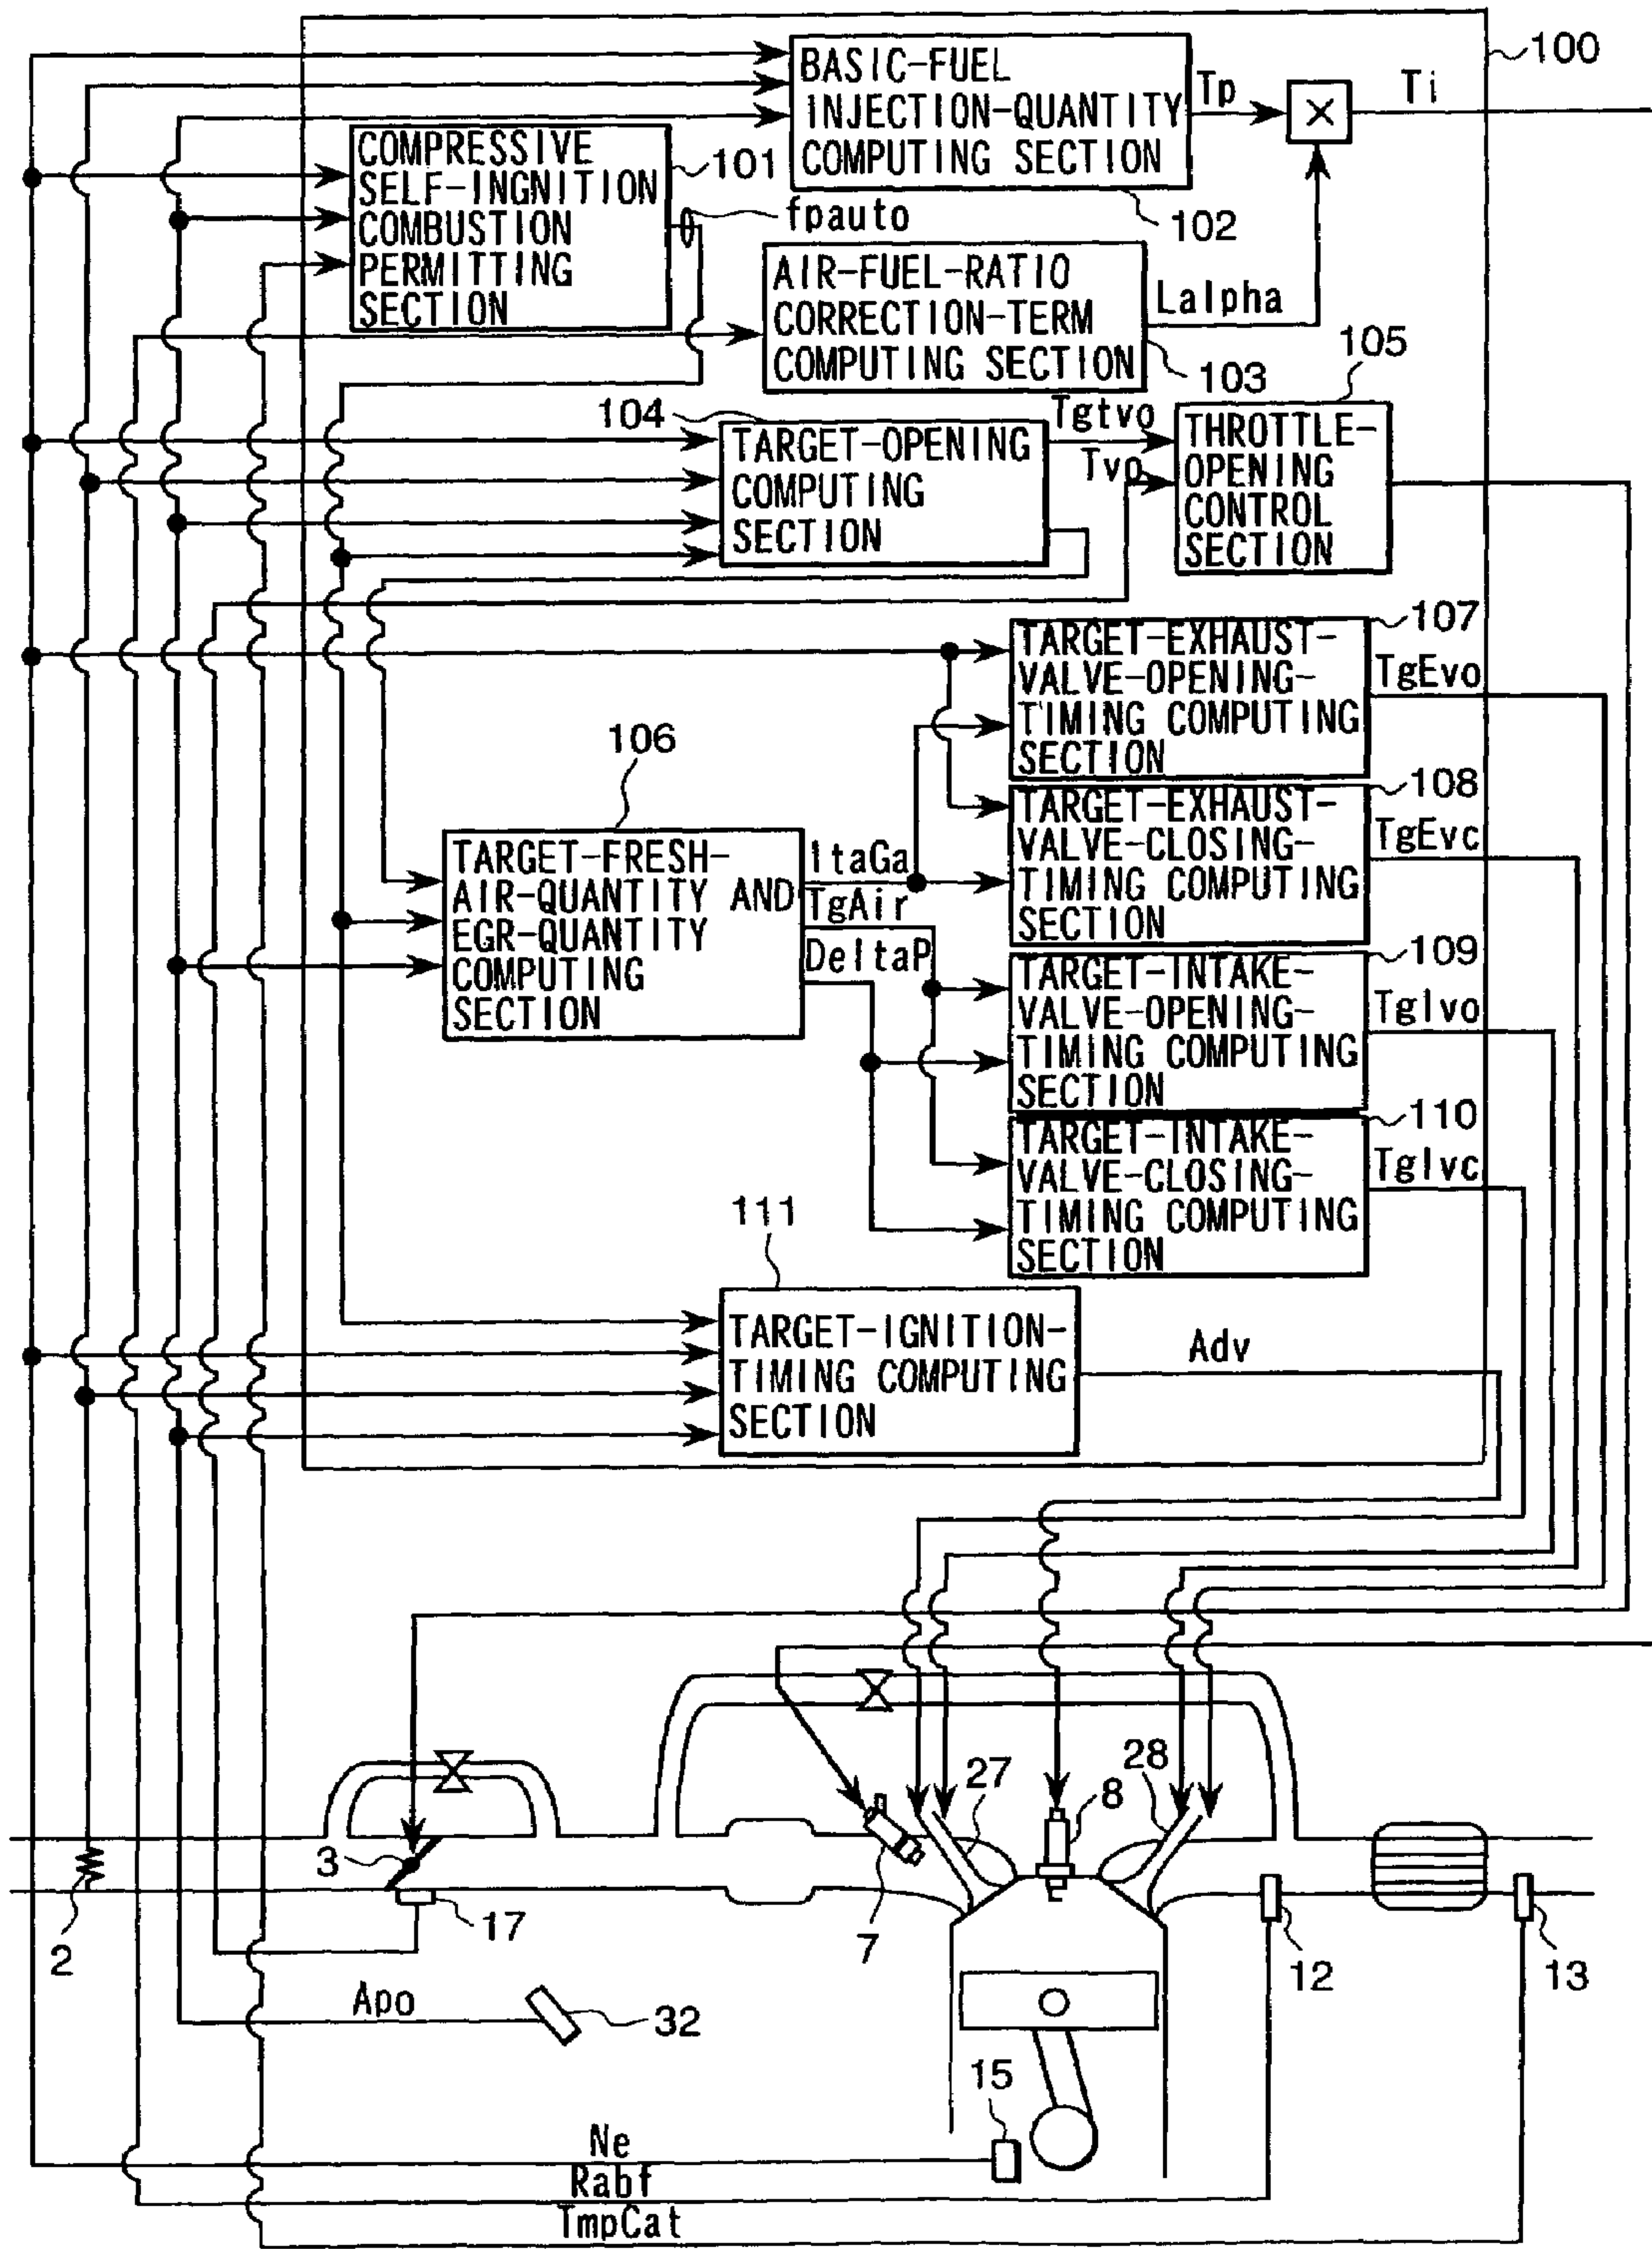 100
BASIC-FUEL
INJECTION-QUANTITY
COMPUTING SECTION
Tp
×
Ti
102
COMPRESSIVE
SELF-INGNITION
COMBUSTION
PERMITTING
SECTION
101
fpauto
AIR-FUEL-RATIO
CORRECTION-TERM
COMPUTING SECTION
Lalpha
103
105
104
TARGET-OPENING
COMPUTING
SECTION
Tgtvo
Tvo
THROTTLE-
OPENING
CONTROL
SECTION
107
TARGET-EXHAUST-
VALVE-OPENING-
TIMING COMPUTING
SECTION
TgEvo
106
TARGET-FRESH-
AIR-QUANTITY AND
EGR-QUANTITY
COMPUTING
SECTION
ItaGa
TgAir
DeltaP
108
TARGET-EXHAUST-
VALVE-CLOSING-
TIMING COMPUTING
SECTION
TgEvc
109
TARGET-INTAKE-
VALVE-OPENING-
TIMING COMPUTING
SECTION
TgIvo
110
TARGET-INTAKE-
VALVE-CLOSING-
TIMING COMPUTING
SECTION
TgIvc
111
TARGET-IGNITION-
TIMING COMPUTING
SECTION
Adv
27
8
28
3
2
17
7
12
13
Apo
32
15
Ne
Rabf
TmpCat